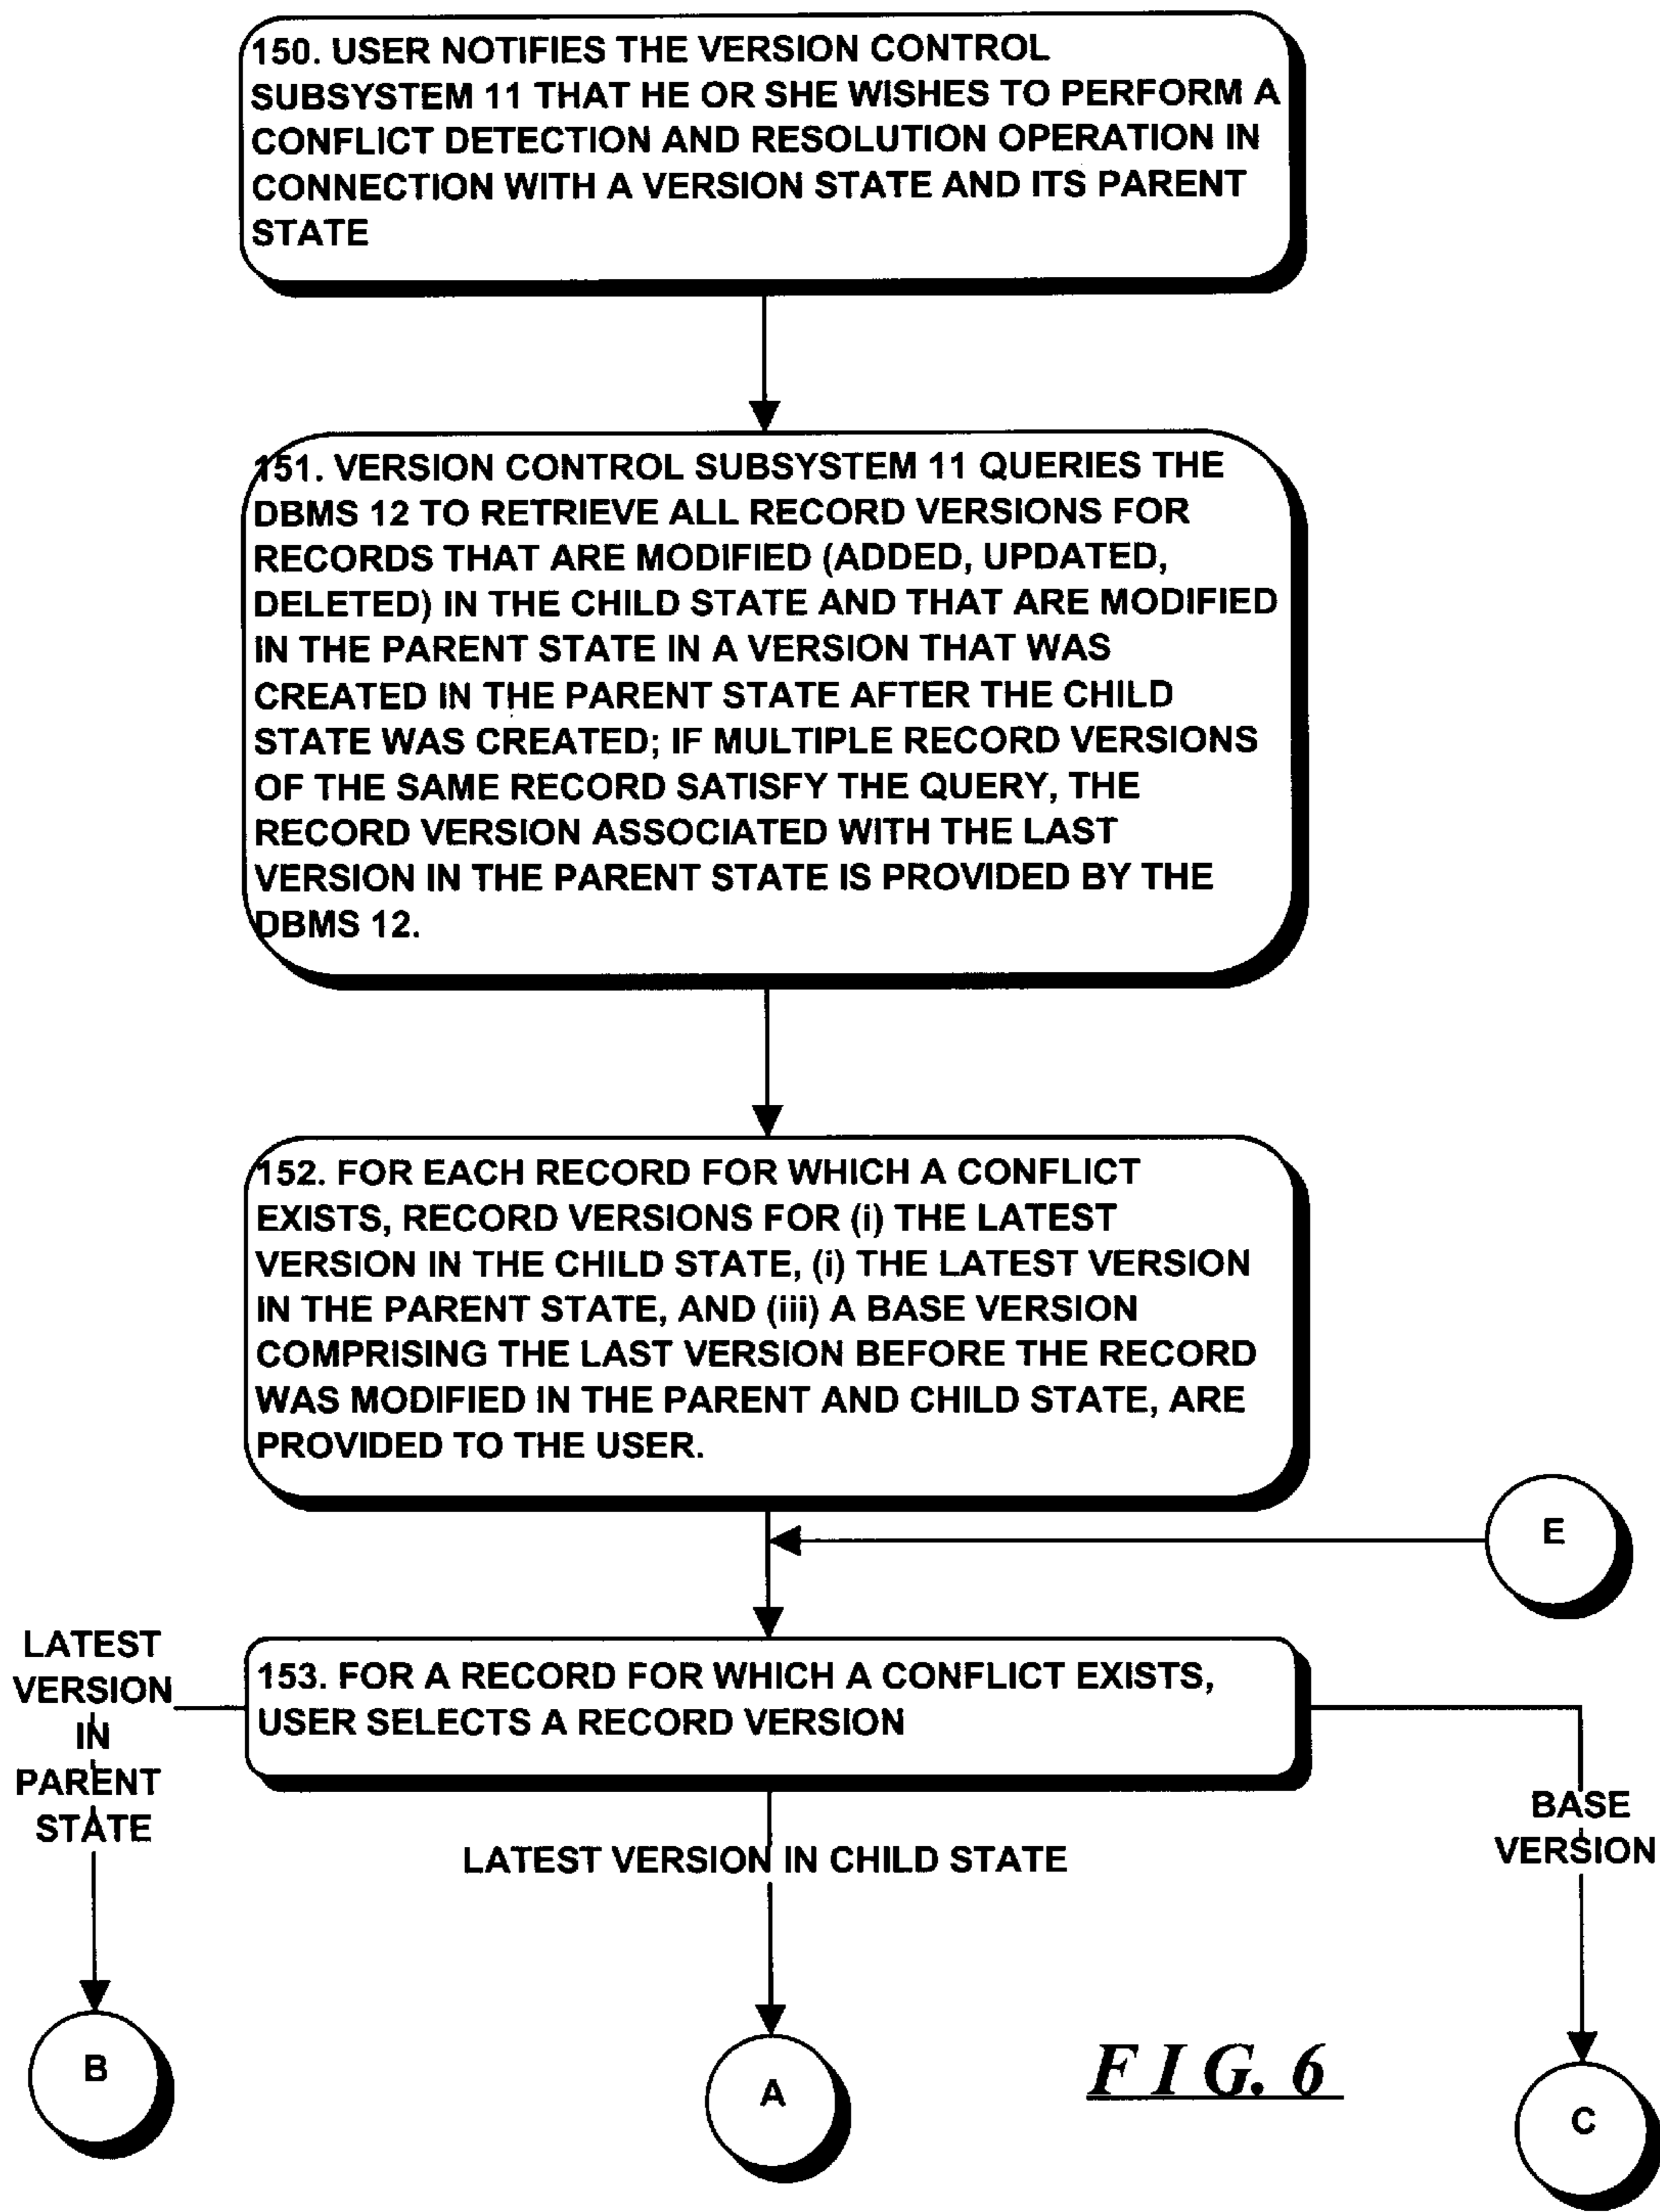 150. USER NOTIFIES THE VERSION CONTROL
SUBSYSTEM 11 THAT HE OR SHE WISHES TO PERFORM A
CONFLICT DETECTION AND RESOLUTION OPERATION IN
CONNECTION WITH A VERSION STATE AND ITS PARENT
STATE
151. VERSION CONTROL SUBSYSTEM 11 QUERIES THE
DBMS 12 TO RETRIEVE ALL RECORD VERSIONS FOR
RECORDS THAT ARE MODIFIED (ADDED, UPDATED,
DELETED) IN THE CHILD STATE AND THAT ARE MODIFIED
IN THE PARENT STATE IN A VERSION THAT WAS
CREATED IN THE PARENT STATE AFTER THE CHILD
STATE WAS CREATED; IF MULTIPLE RECORD VERSIONS
OF THE SAME RECORD SATISFY THE QUERY, THE
RECORD VERSION ASSOCIATED WITH THE LAST
VERSION IN THE PARENT STATE IS PROVIDED BY THE
DBMS 12.
152. FOR EACH RECORD FOR WHICH A CONFLICT
EXISTS, RECORD VERSIONS FOR (i) THE LATEST
VERSION IN THE CHILD STATE, (i) THE LATEST VERSION
IN THE PARENT STATE, AND (iii) A BASE VERSION
COMPRISING THE LAST VERSION BEFORE THE RECORD
WAS MODIFIED IN THE PARENT AND CHILD STATE, ARE
PROVIDED TO THE USER.
E
153. FOR A RECORD FOR WHICH A CONFLICT EXISTS,
USER SELECTS A RECORD VERSION
LATEST
VERSION
IN
PARENT
STATE
LATEST VERSION IN CHILD STATE
BASE
VERSION
B
A
C
FIG. 6